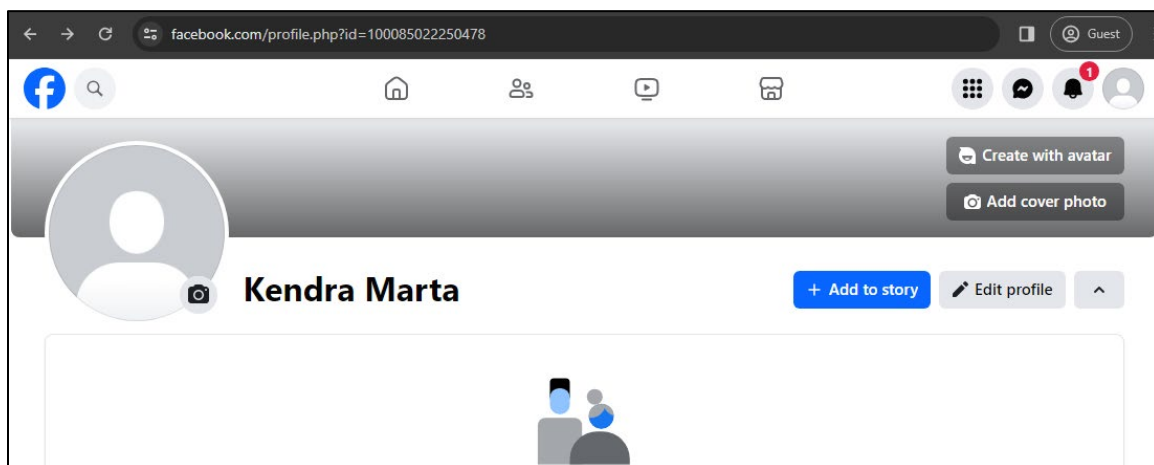 facebook.com/profile.php?id=100085022250478
Guest
1
Create with avatar
Add cover photo
Kendra Marta
+ Add to story
Edit profile